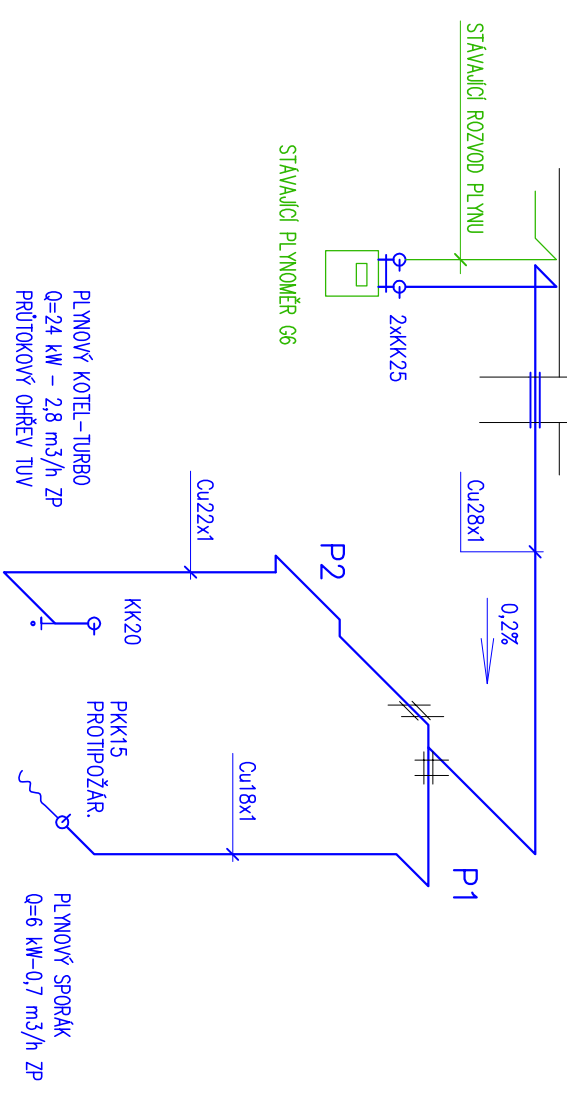 STÁVAJÍCÍ ROZVOD PLYNU
STÁVAJÍCÍ PLYNOMĚR G6
2xKK25
Cu28x1
0,2%
PLYNOVÝ KOTEL-TURBO
Q=24 kW - 2,8 m3/h ZP
PRŮTOKOVÝ OHŘEV TUV
Cu22x1
P2
KK20
PKK15
PROTIPOŽÁR.
Cu18x1
P1
PLYNOVÝ SPORÁK
Q=6 kW-0,7 m3/h ZP